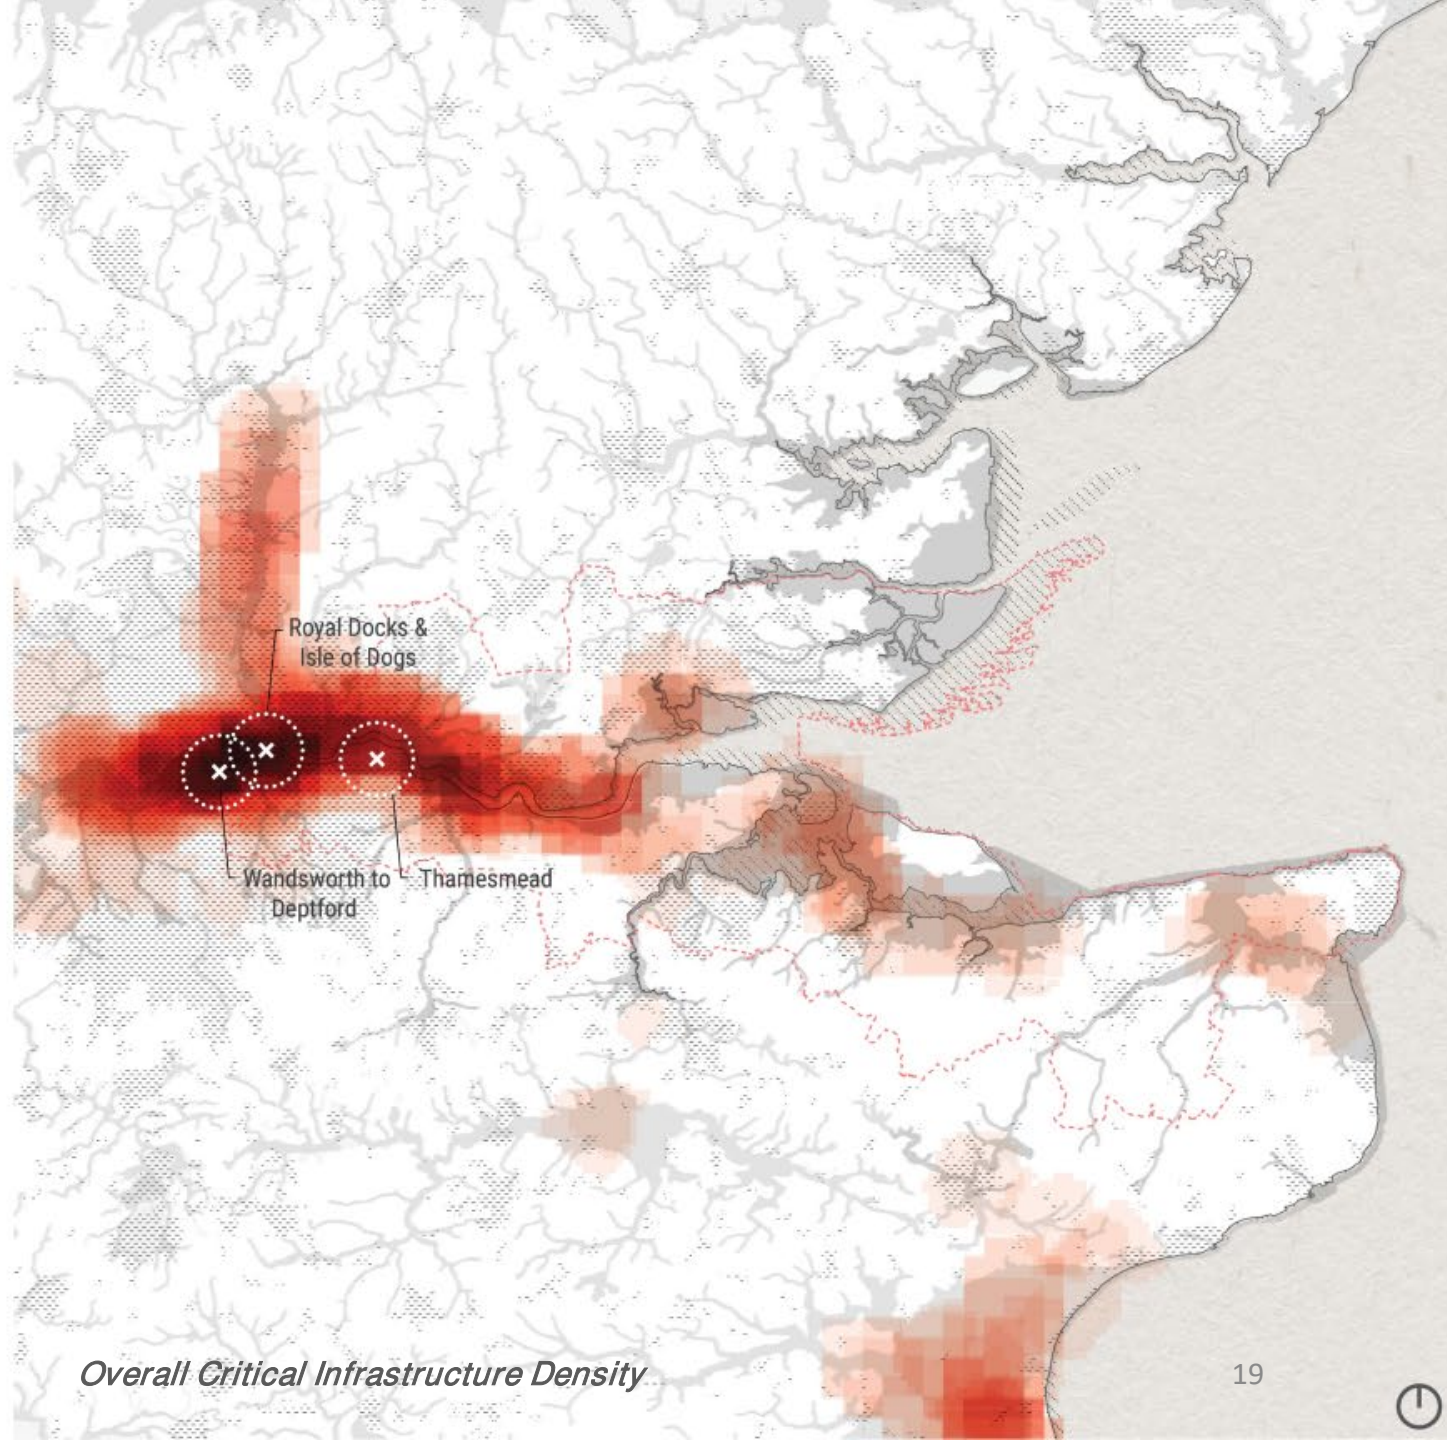 Royal Docks &
Isle of Dogs
Wandsworth to
Deptford
Thamesmead
Overall Critical Infrastructure Density
19